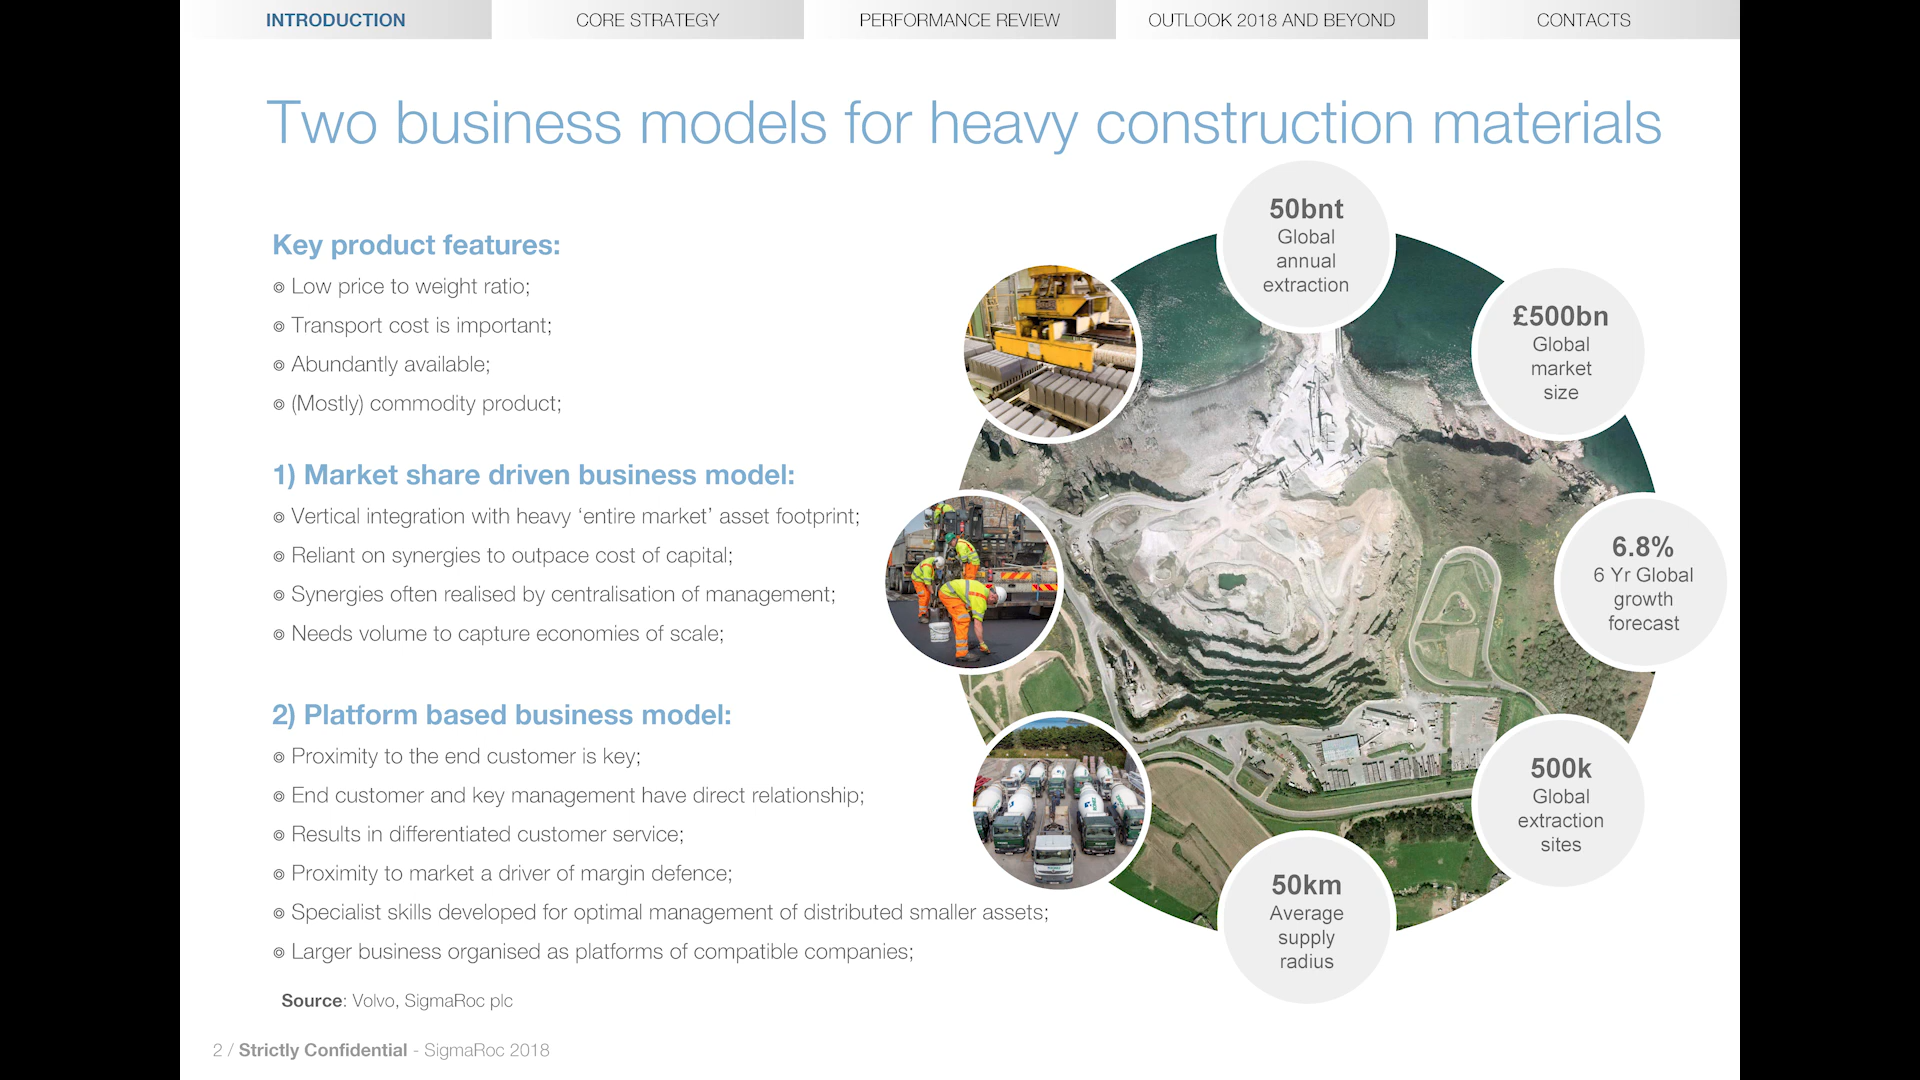 INTRODUCTION
CORE STRATEGY
PERFORMANCE REVIEW
OUTLOOK 2018 AND BEYOND
CONTACTS
Two business models for heavy construction materials
Key product features:
Low price to weight ratio;
Transport cost is important;
Abundantly available;
(Mostly) commodity product;
1) Market share driven business model:
Vertical integration with heavy ‘entire market’ asset footprint;
Reliant on synergies to outpace cost of capital;
Synergies often realised by centralisation of management;
Needs volume to capture economies of scale;
2) Platform based business model:
Proximity to the end customer is key;
End customer and key management have direct relationship;
Results in differentiated customer service;
Proximity to market a driver of margin defence;
Specialist skills developed for optimal management of distributed smaller assets;
Larger business organised as platforms of compatible companies;
Source: Volvo, SigmaRoc plc
50bnt
Global
annual
extraction
£500bn
Global
market
size
6.8%
6 Yr Global
growth
forecast
500k
Global
extraction
sites
50km
Average
supply
radius
2 / Strictly Confidential - SigmaRoc 2018